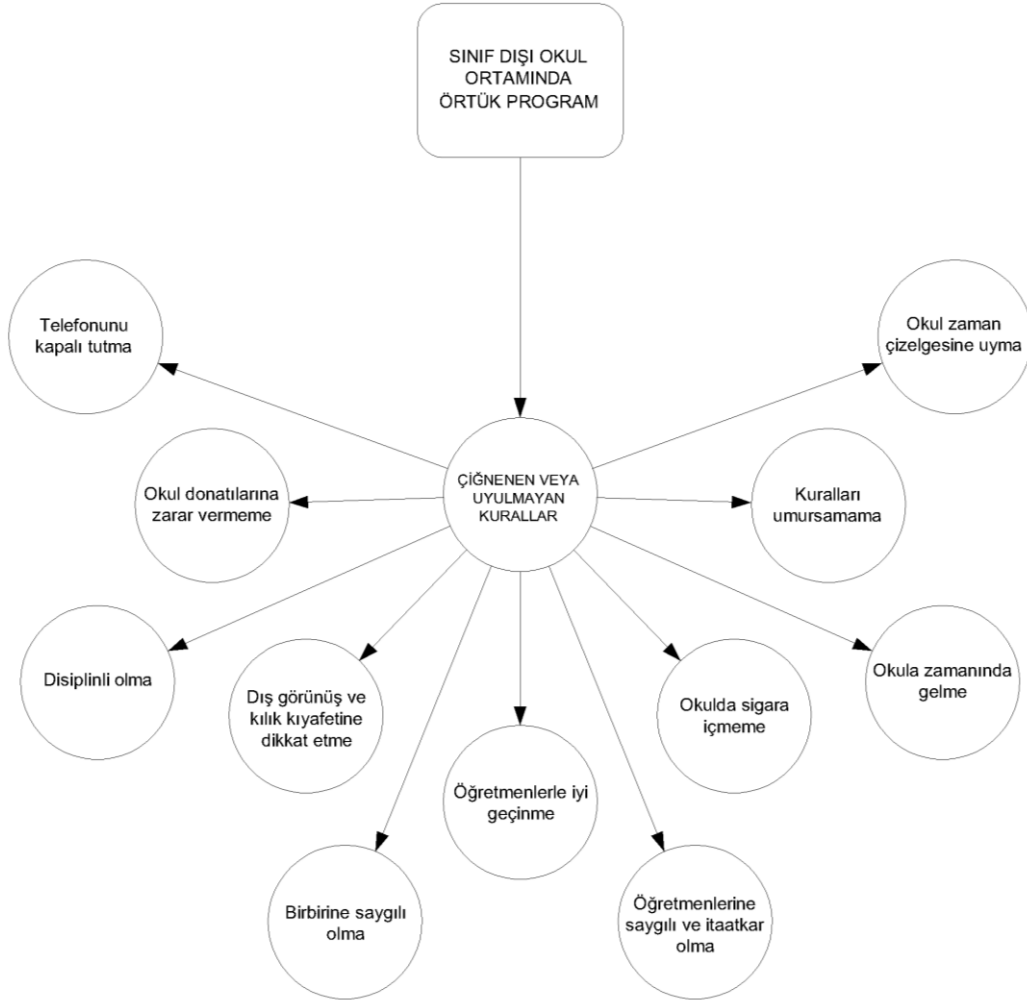 SINIF DIŞI OKUL
ORTAMINDA
ÖRTÜK PROGRAM
Telefonunu
kapalı tutma
Okul zaman
çizelgesine uyma
Okul donatılarına
zarar vermeme
ÇİĞNENEN VEYA
UYULMAYAN
KURALLAR
Kuralları
umursamama
Disiplinli olma
Dış görünüş ve
kılık kıyafetine
dikkat etme
Okulda sigara
içmeme
Okula zamanında
gelme
Öğretmenlerle iyi
geçinme
Birbirine saygılı
olma
Öğretmenlerine
saygılı ve itaatkar
olma